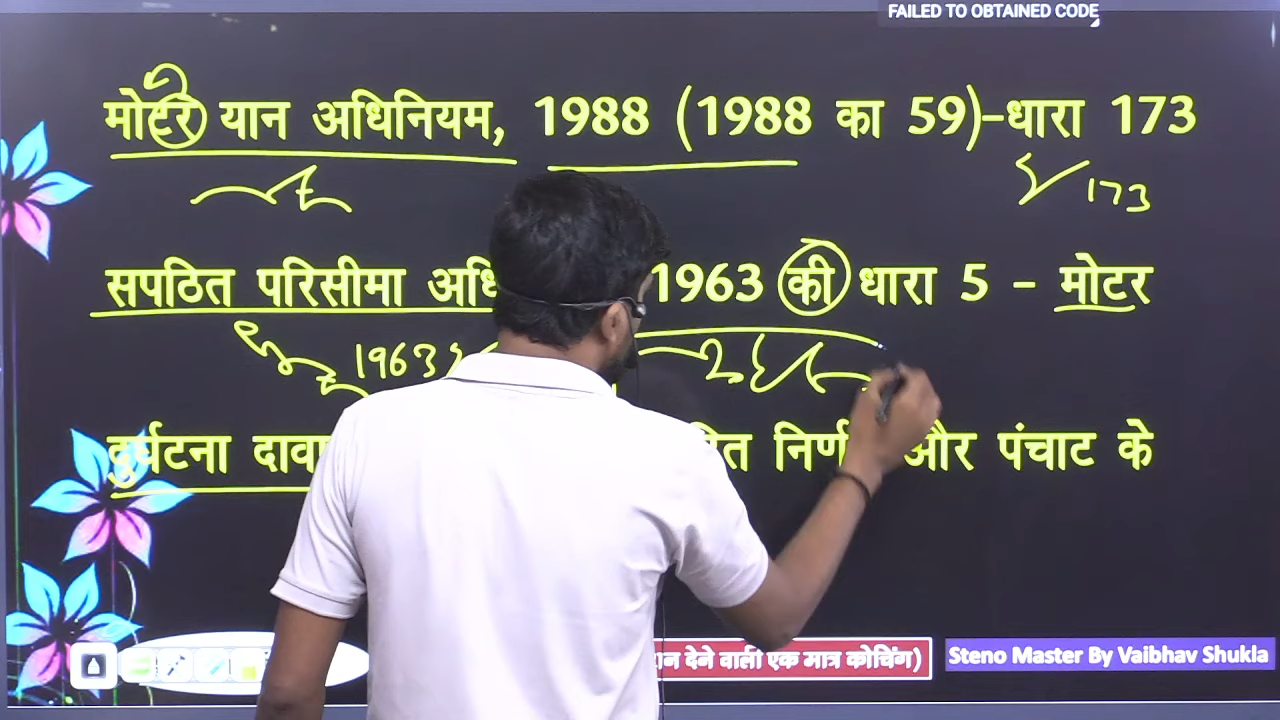 FAILED TO OBTAINED CODE
मोटर यान अधिनियम, 1988 (1988 का 59)-धारा 173
173
सपठित परिसीमा 1963 की धारा 5 - मोटर
1963
दुर्घटना और पंचाट के
देने वाली एक मात्र कोचिंग)
Steno Master By Vaibhav Shukla